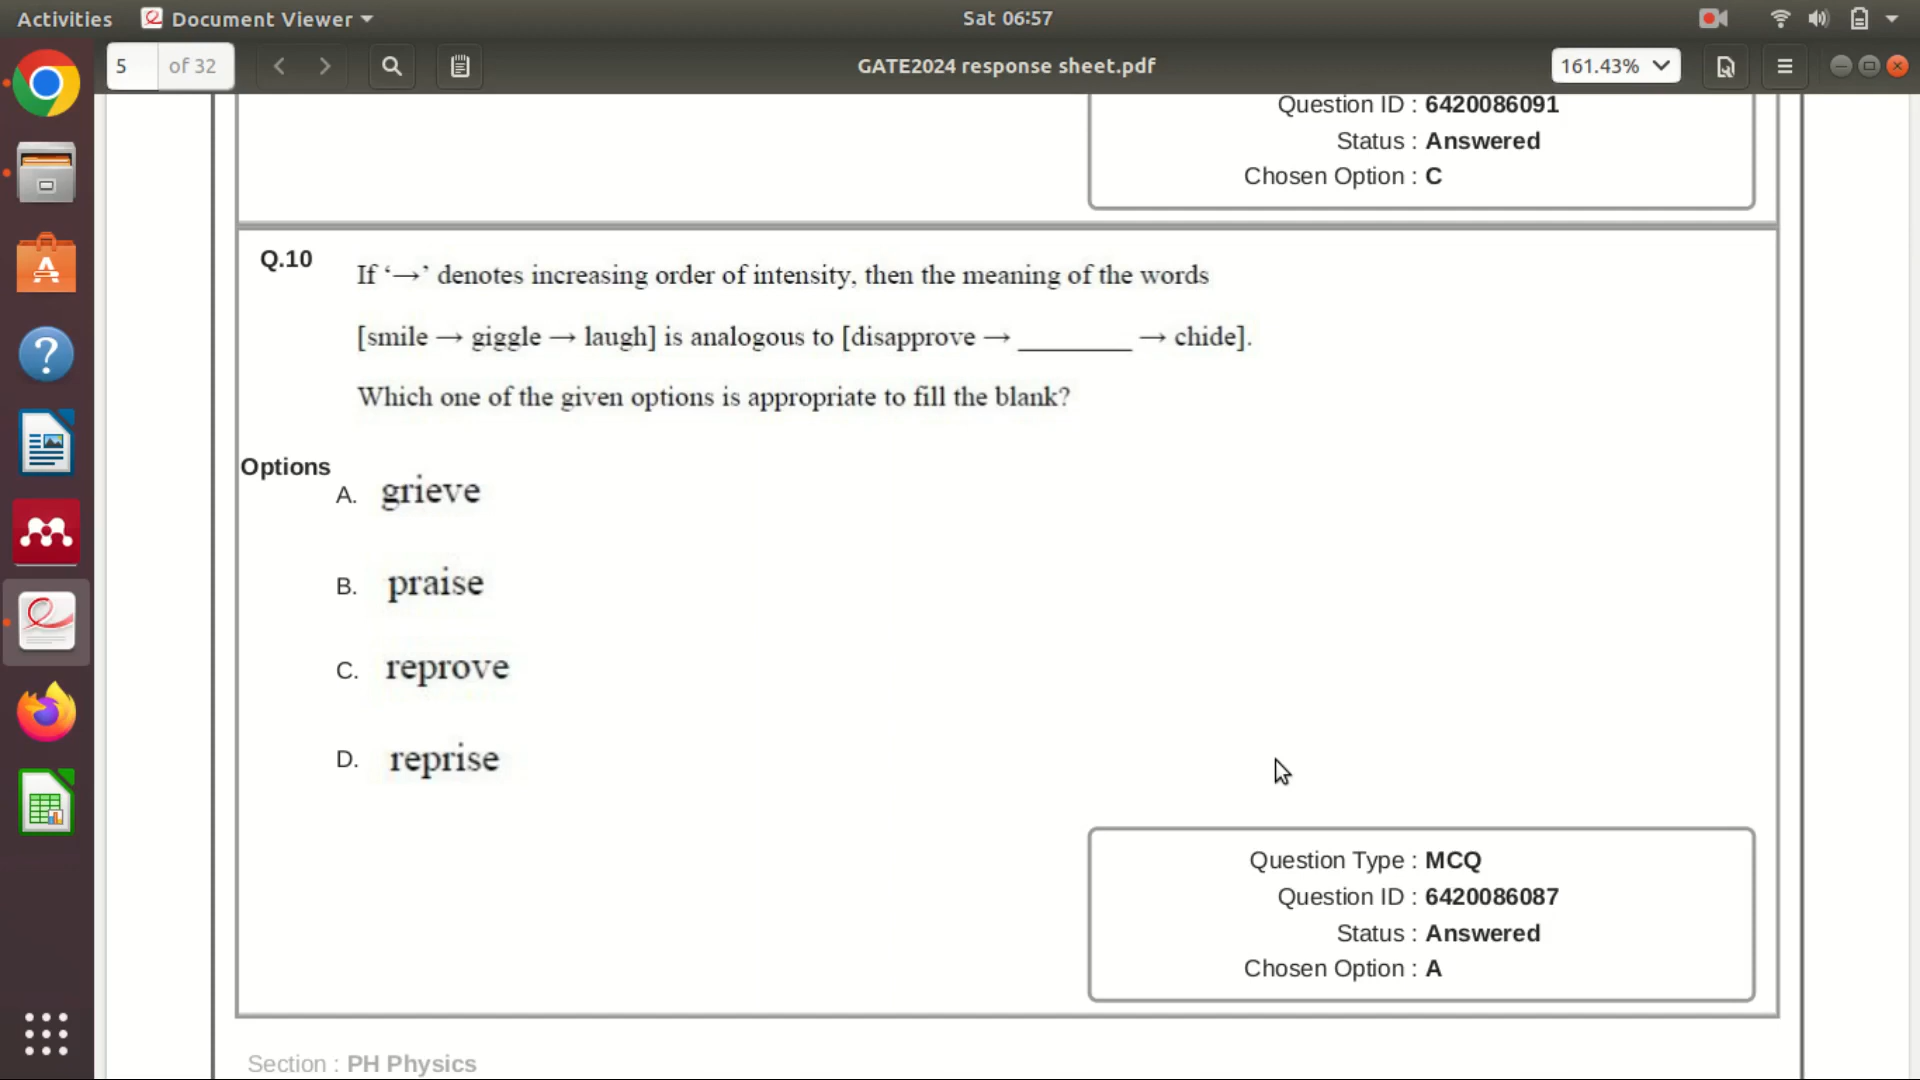 Activities
Document Viewer
Sat 06:57
5 of 32
GATE2024 response sheet.pdf
161.43%
Question ID : 6420086091
Status : Answered
Chosen Option : C
Q.10
If ‘→’ denotes increasing order of intensity, then the meaning of the words
[smile → giggle → laugh] is analogous to [disapprove → ________ → chide].
Which one of the given options is appropriate to fill the blank?
Options
A. grieve
B. praise
C. reprove
D. reprise
Question Type : MCQ
Question ID : 6420086087
Status : Answered
Chosen Option : A
Section : PH Physics